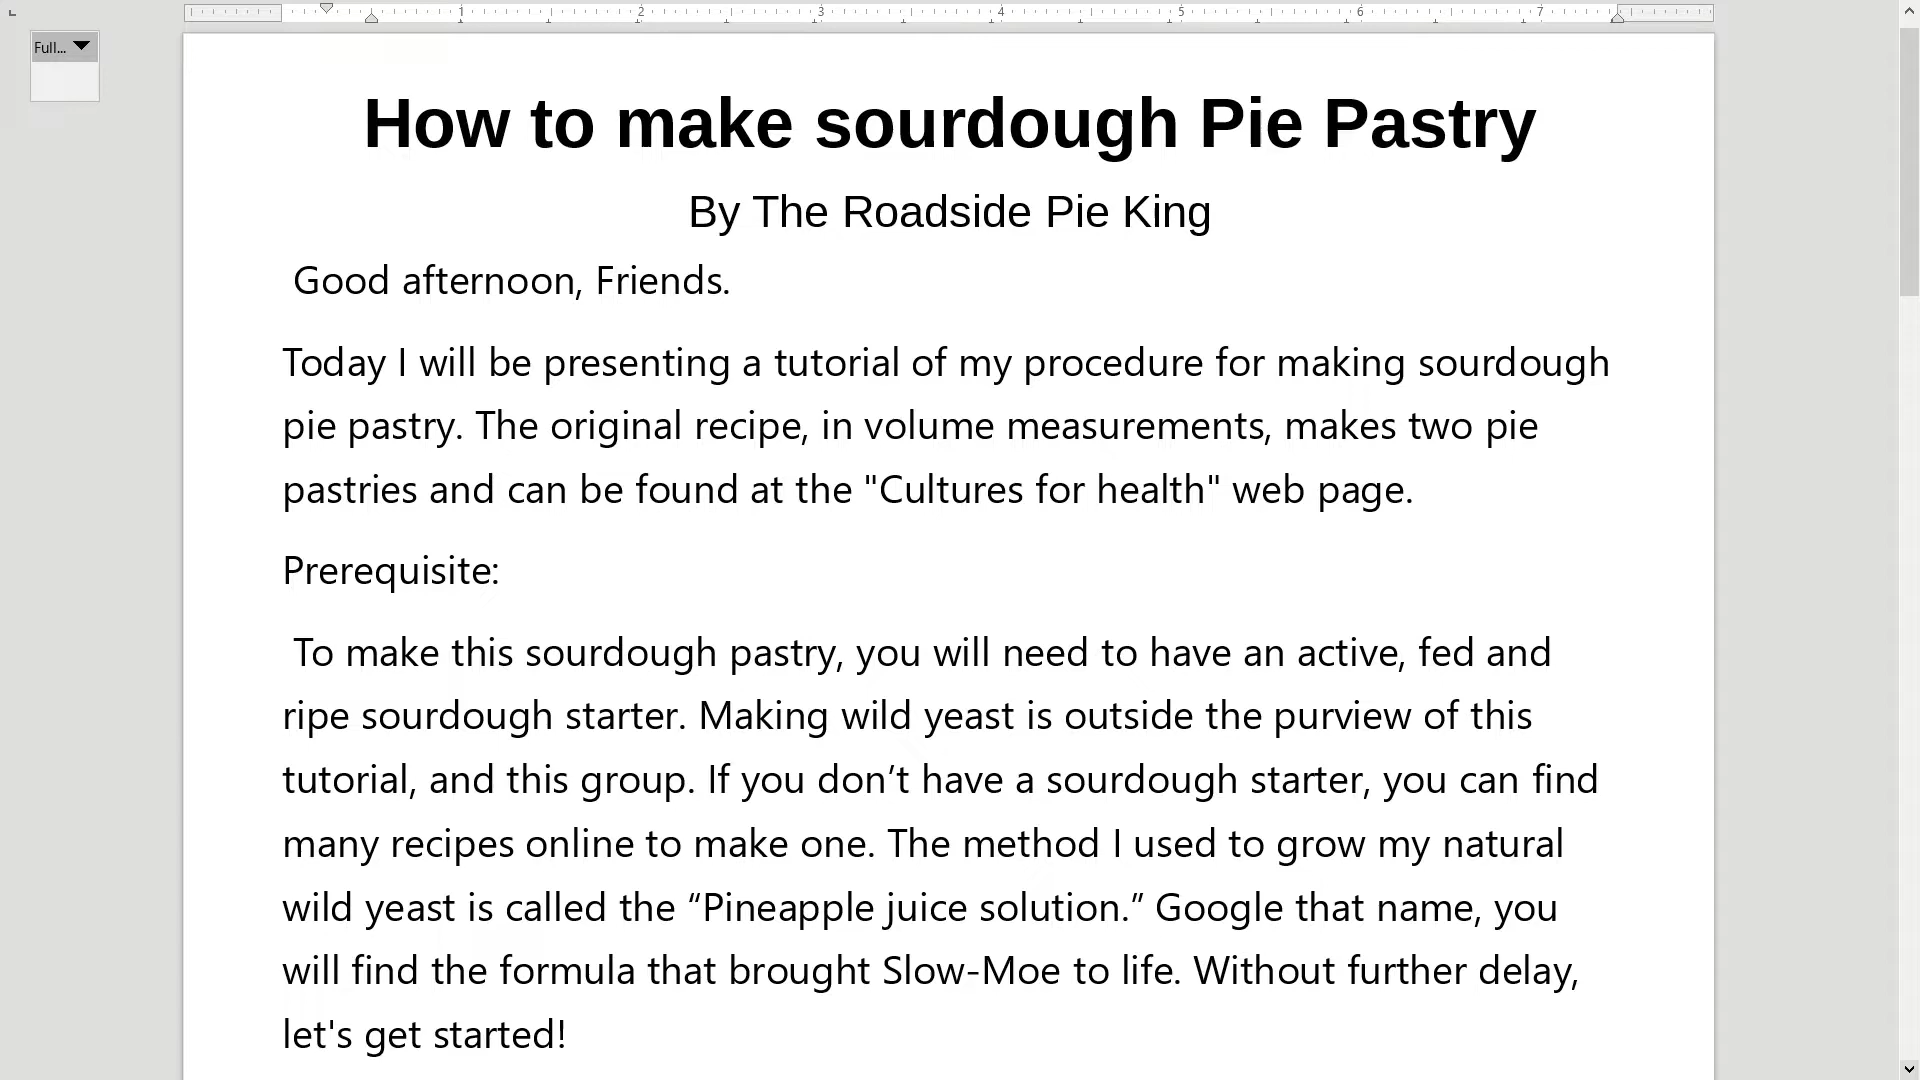 1 2 3 4 5 6 7
Full...
How to make sourdough Pie Pastry
By The Roadside Pie King
Good afternoon, Friends.
Today I will be presenting a tutorial of my procedure for making sourdough
pie pastry. The original recipe, in volume measurements, makes two pie
pastries and can be found at the "Cultures for health" web page.
Prerequisite:
To make this sourdough pastry, you will need to have an active, fed and
ripe sourdough starter. Making wild yeast is outside the purview of this
tutorial, and this group. If you don’t have a sourdough starter, you can find
many recipes online to make one. The method I used to grow my natural
wild yeast is called the “Pineapple juice solution.” Google that name, you
will find the formula that brought Slow-Moe to life. Without further delay,
let's get started!